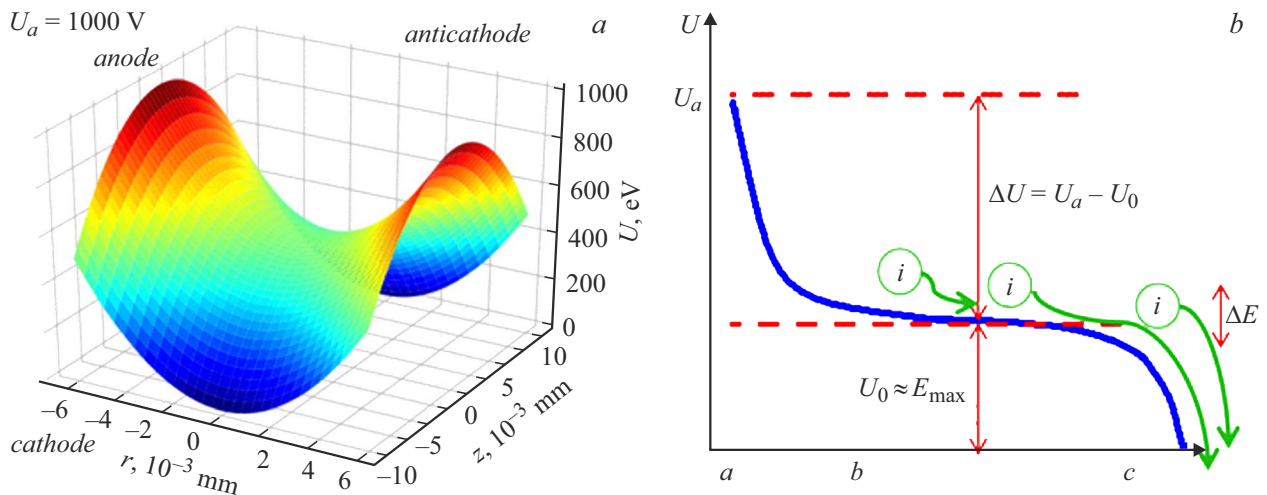 U_a = 1000 V
a
anode
anticathode
1000
800
600
400
200
0
U, eV
10
5
0
–5
–10
z, 10⁻³ mm
–6
–4
–2
0
2
4
6
r, 10⁻³ mm
cathode
U
b
U_a
ΔU = U_a – U_0
i
i
i
ΔE
U_0 ≈ E_max
a
b
c